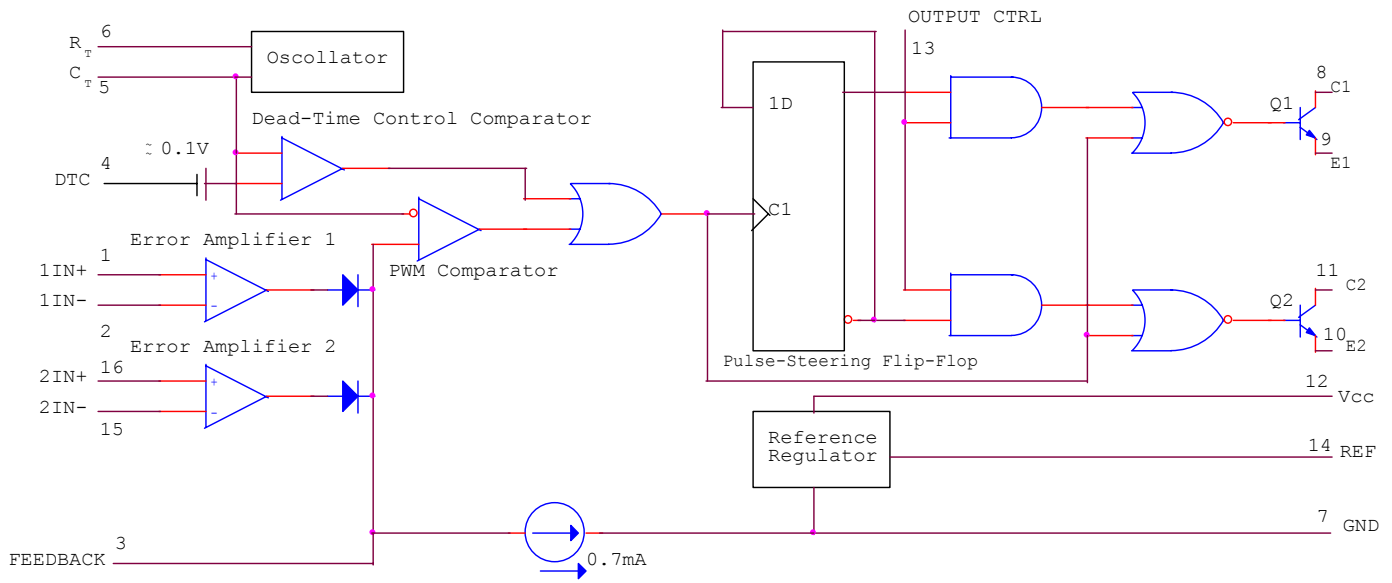 OUTPUT CTRL
13
6
R T
C T
5
Oscollator
Dead-Time Control Comparator
≈ 0.1V
4
DTC
1D
C1
Q1
8
C1
9
E1
Error Amplifier 1
1
1IN+
1IN-
2
+
-
PWM Comparator
Error Amplifier 2
16
2IN+
2IN-
15
+
-
Pulse-Steering Flip-Flop
Q2
11
C2
10
E2
12
Vcc
Reference
Regulator
14
REF
7
GND
3
FEEDBACK
0.7mA